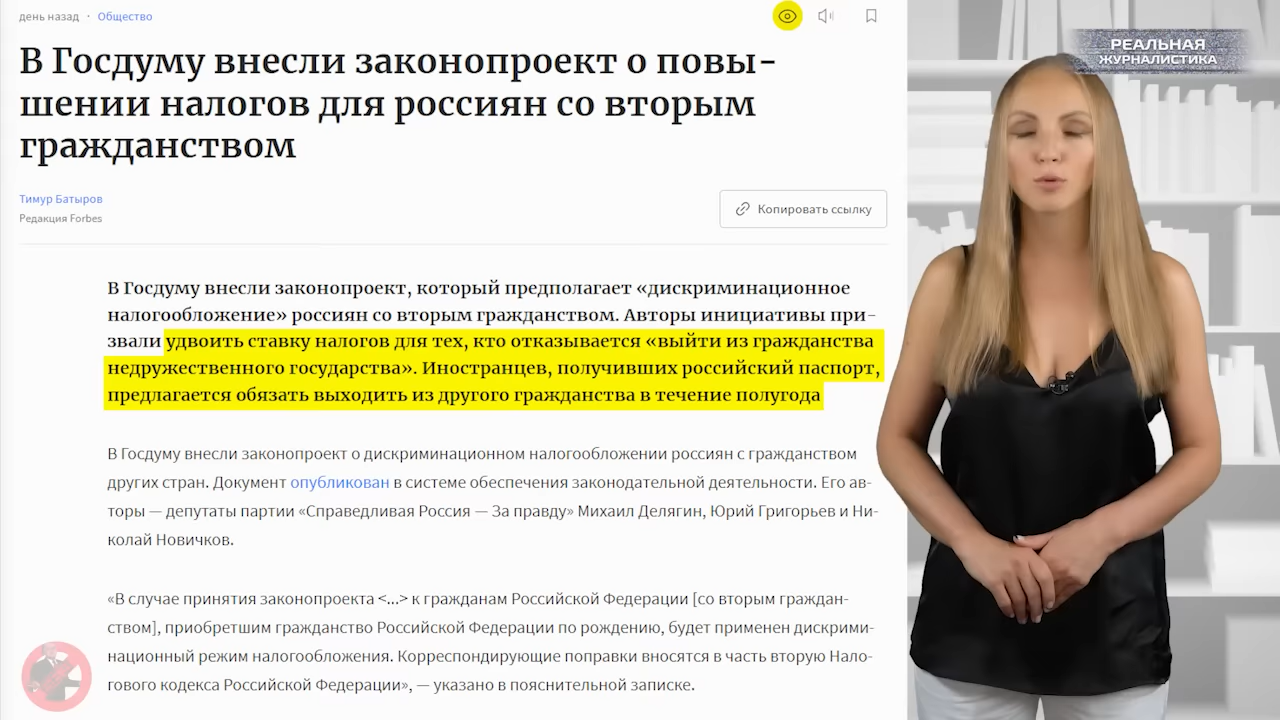 день назад · Общество
В Госдуму внесли законопроект о повы-
шении налогов для россиян со вторым
гражданством
Тимур Батыров
Редакция Forbes
Копировать ссылку
В Госдуму внесли законопроект, который предполагает «дискриминационное
налогообложение» россиян со вторым гражданством. Авторы инициативы при-
звали удвоить ставку налогов для тех, кто отказывается «выйти из гражданства
недружественного государства». Иностранцев, получивших российский паспорт,
предлагается обязать выходить из другого гражданства в течение полугода
В Госдуму внесли законопроект о дискриминационном налогообложении россиян с гражданством
других стран. Документ опубликован в системе обеспечения законодательной деятельности. Его ав-
торы — депутаты партии «Справедливая Россия — За правду» Михаил Делягин, Юрий Григорьев и Ни-
колай Новичков.
«В случае принятия законопроекта <...> к гражданам Российской Федерации [со вторым граждан-
ством], приобретшим гражданство Российской Федерации по рождению, будет применен дискрими-
национный режим налогообложения. Корреспондирующие поправки вносятся в часть вторую Нало-
гового кодекса Российской Федерации», — указано в пояснительной записке.
РЕАЛЬНАЯ
ЖУРНАЛИСТИКА